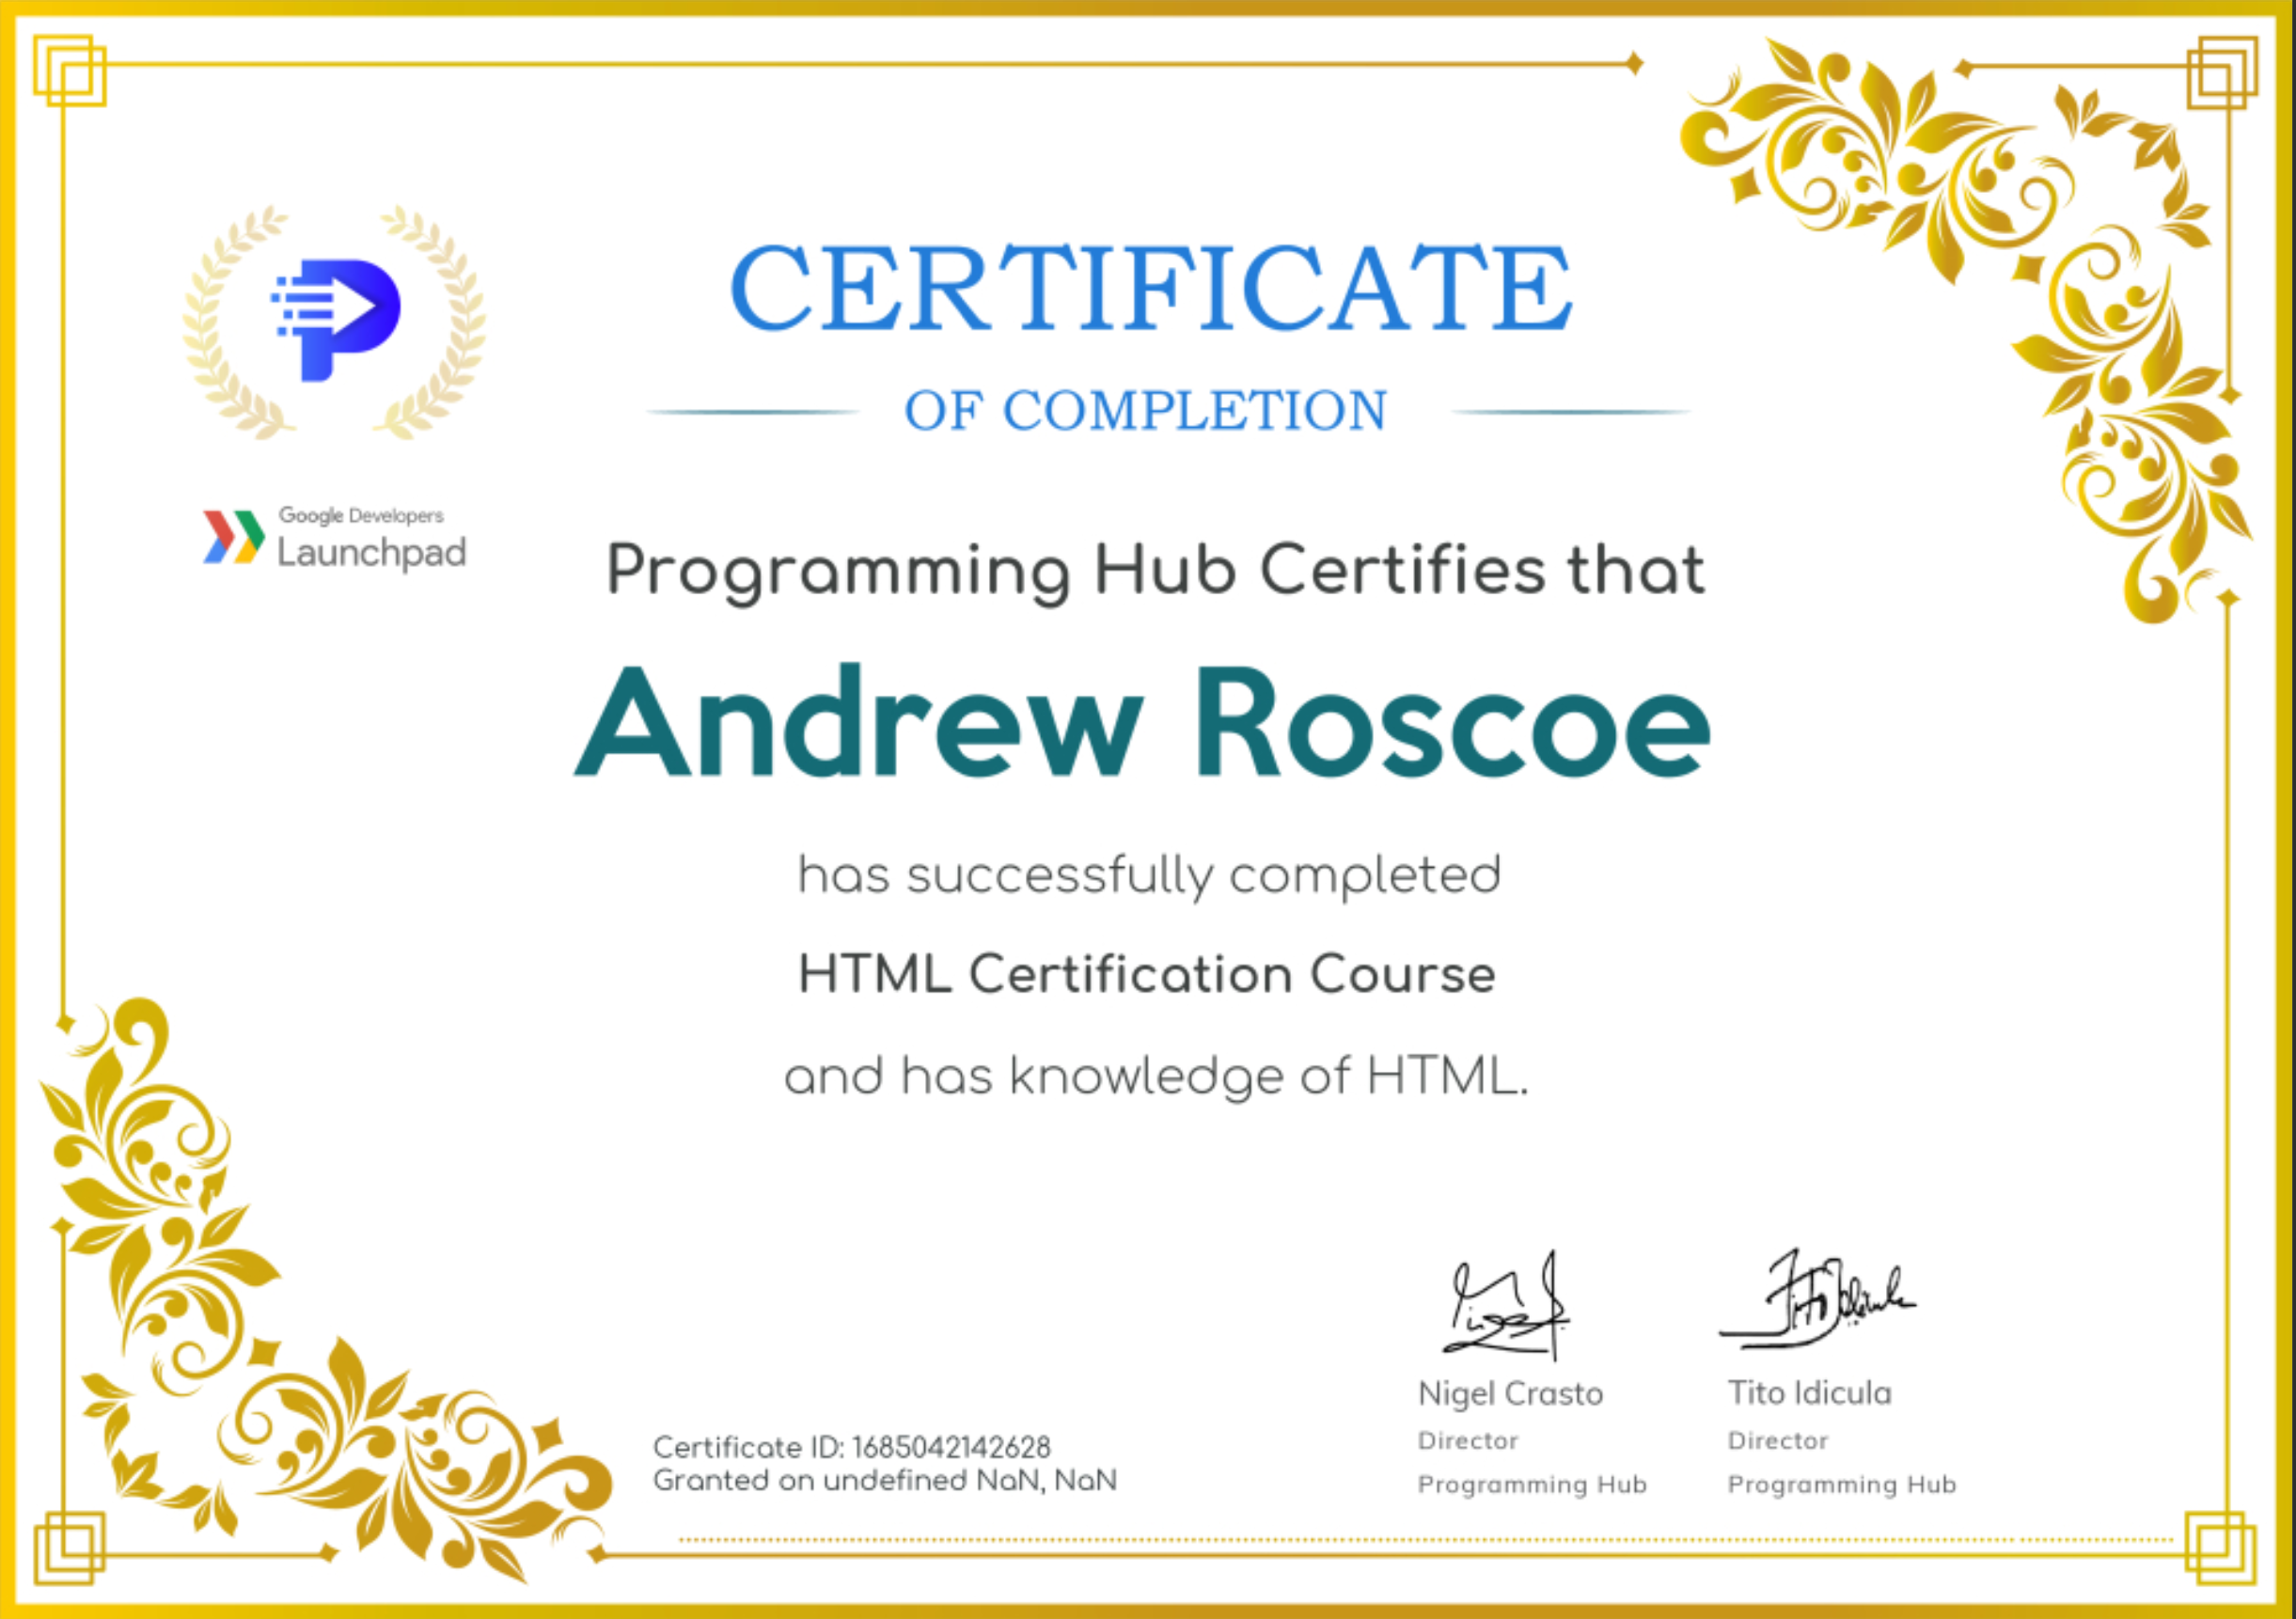 CERTIFICATE
OF COMPLETION
Google Developers
Launchpad
Programming Hub Certifies that
Andrew Roscoe
has successfully completed
HTML Certification Course
and has knowledge of HTML.
Nigel Crasto
Director
Programming Hub
Tito Idicula
Director
Programming Hub
Certificate ID: 1685042142628
Granted on undefined NaN, NaN